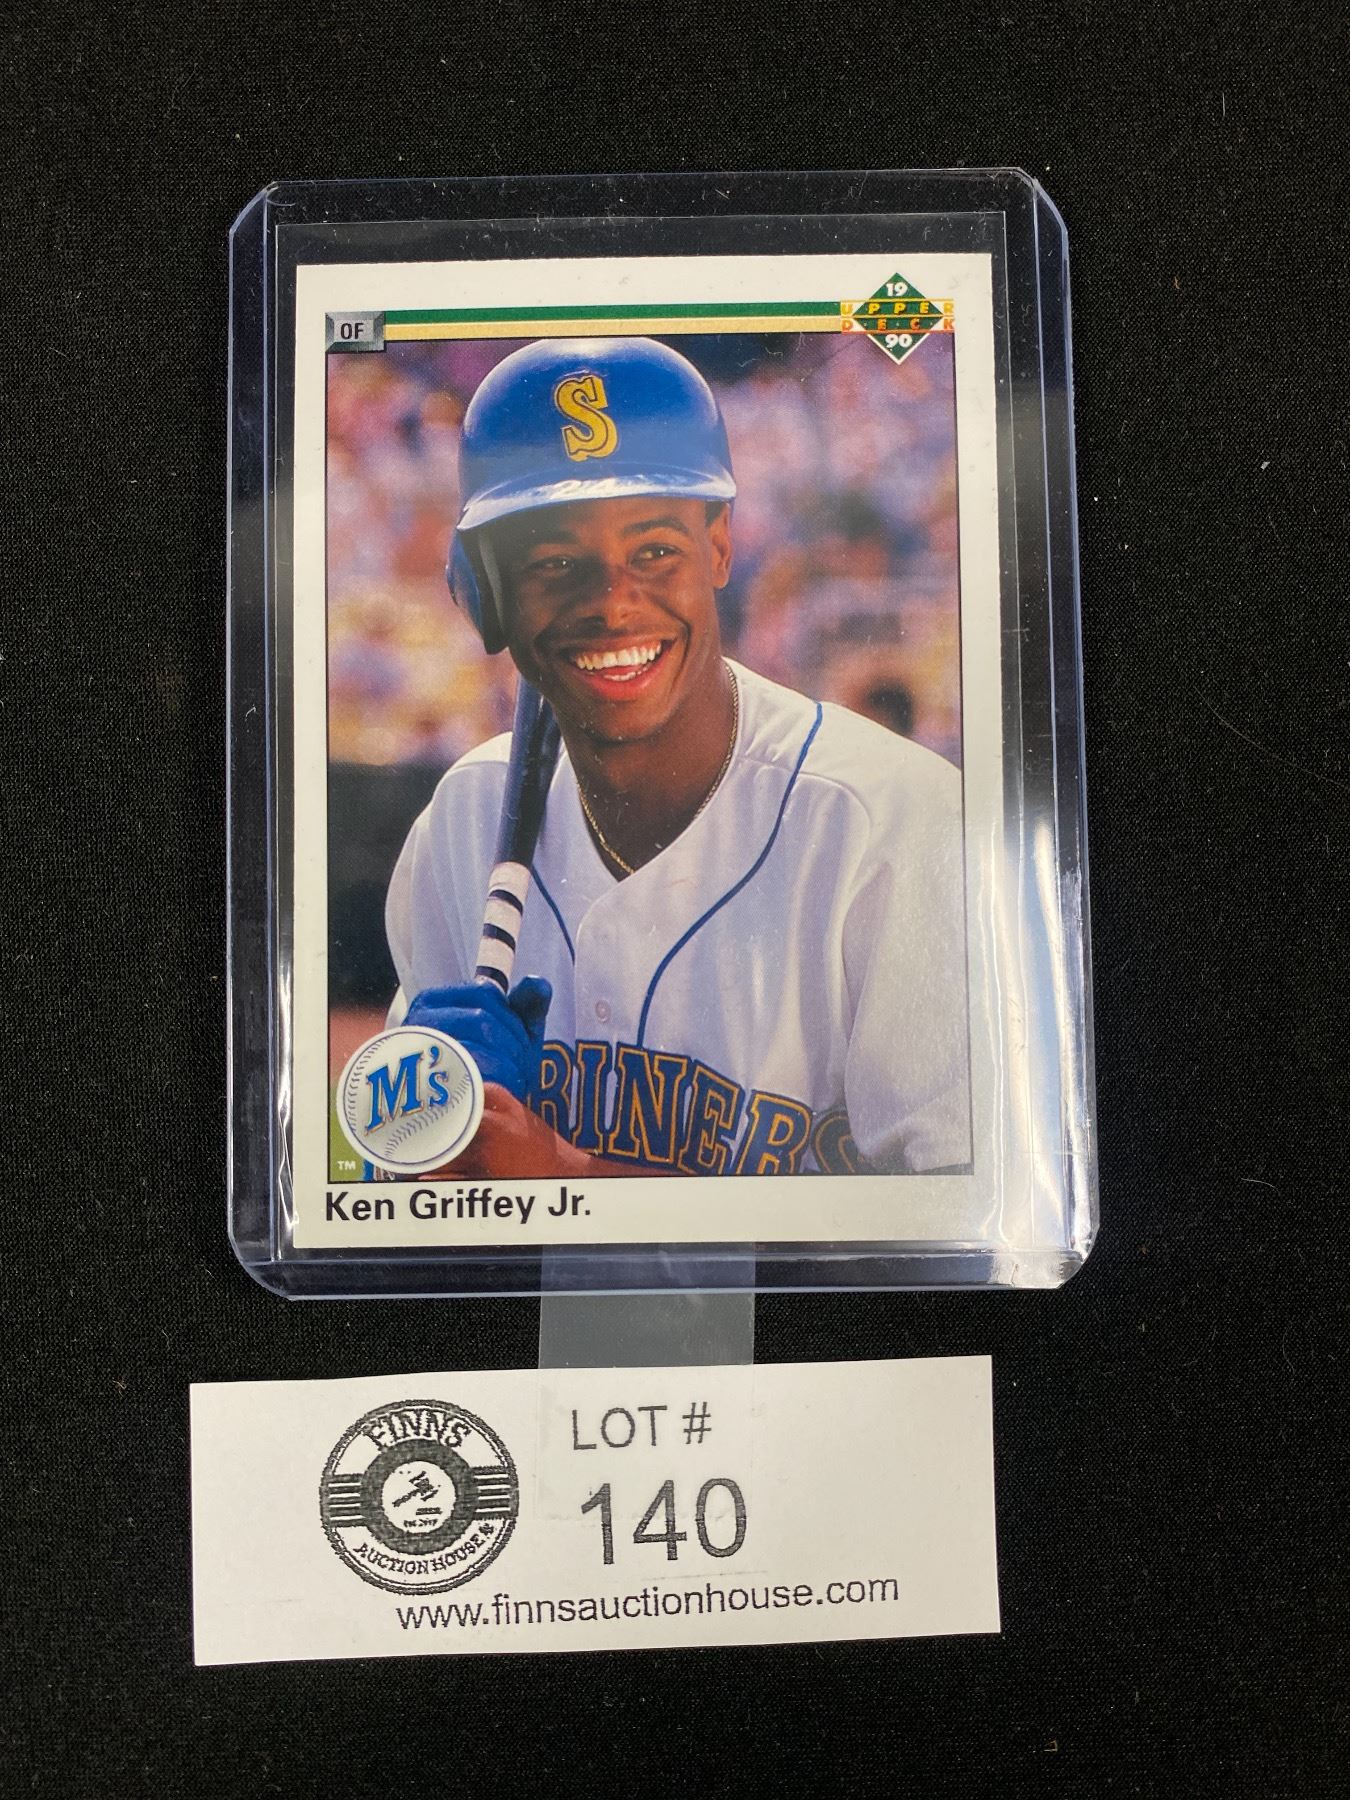 OF
19
UPPER
DECK
90
S
RINERS
M's
TM
Ken Griffey Jr.
FINNS
AUCTION HOUSE
LOT #
140
www.finnsauctionhouse.com